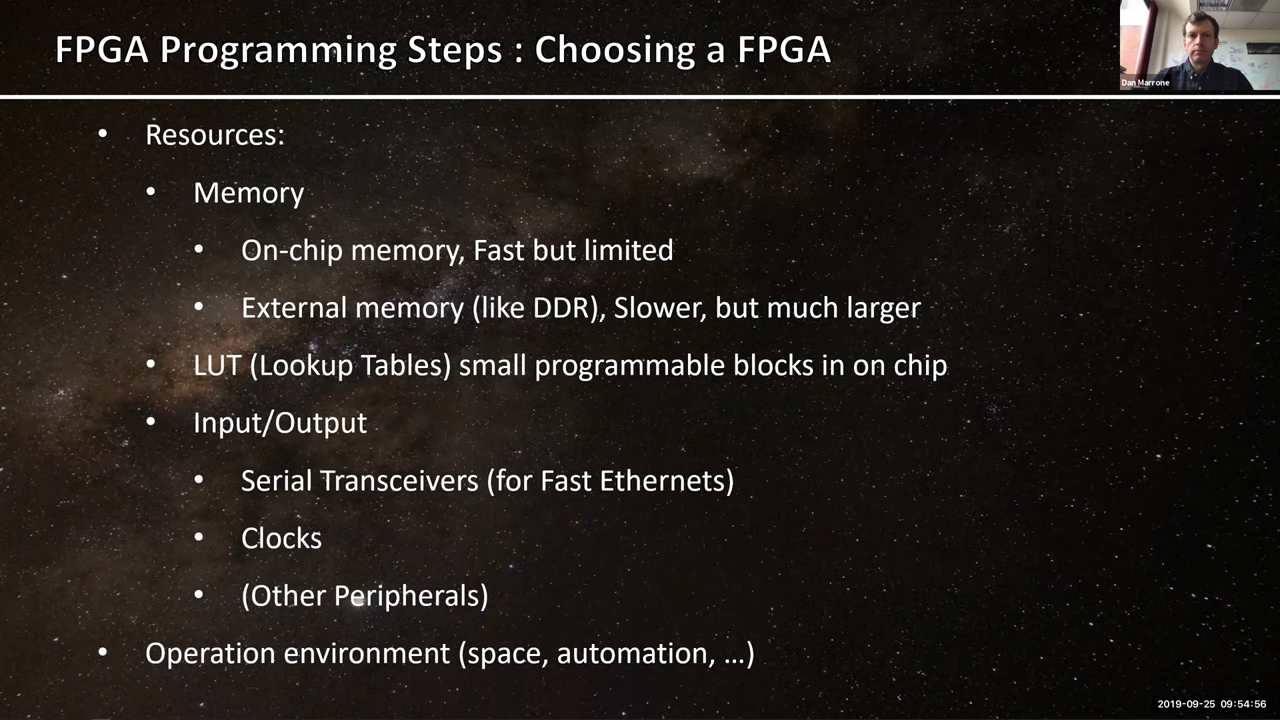 FPGA Programming Steps : Choosing a FPGA
Dan Marrone
• Resources:
• Memory
• On-chip memory, Fast but limited
• External memory (like DDR), Slower, but much larger
• LUT (Lookup Tables) small programmable blocks in on chip
• Input/Output
• Serial Transceivers (for Fast Ethernets)
• Clocks
• (Other Peripherals)
• Operation environment (space, automation, ...)
2019-09-25 09:54:56